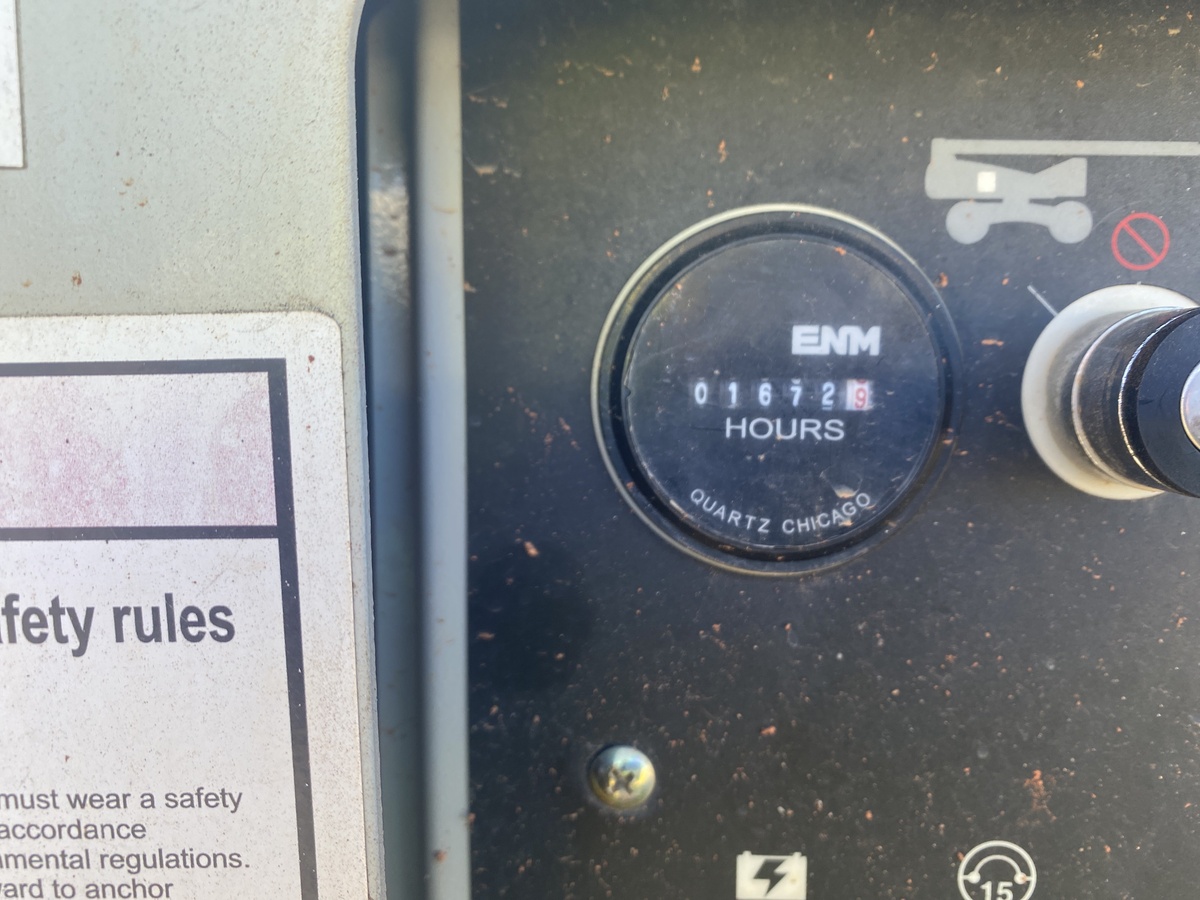 ENM
016729
HOURS
QUARTZ CHICAGO
afety rules
must wear a safety
accordance
nmental regulations.
ward to anchor
15